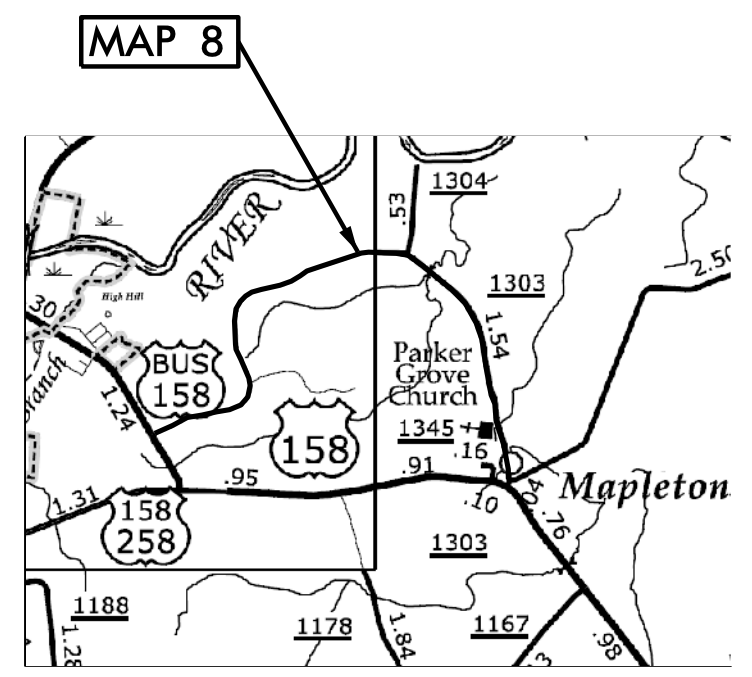 MAP 8
1304
.53
RIVER
2.50
High Hill
1303
30
1.54
Parker
Grove
Church
BUS
158
Branch
1.24
1345
158
.16
.95
.91
Mapleton
1.31
.10
.04
158
258
.76
1303
1188
1178
1167
1.28
1.84
.98